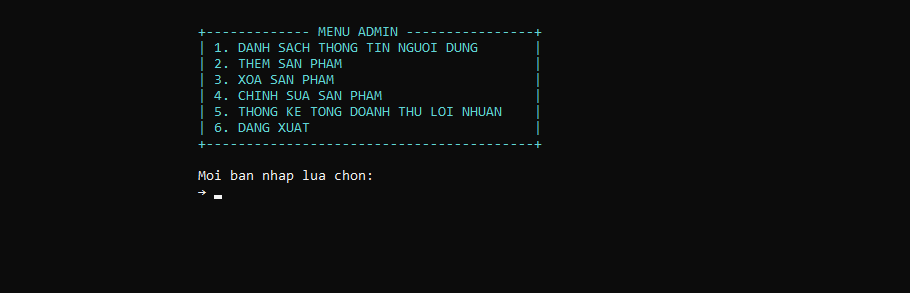 +------------- MENU ADMIN ----------------+
| 1. DANH SACH THONG TIN NGUOI DUNG       |
| 2. THEM SAN PHAM                        |
| 3. XOA SAN PHAM                         |
| 4. CHINH SUA SAN PHAM                   |
| 5. THONG KE TONG DOANH THU LOI NHUAN    |
| 6. DANG XUAT                            |
+-----------------------------------------+
Moi ban nhap lua chon:
→ _